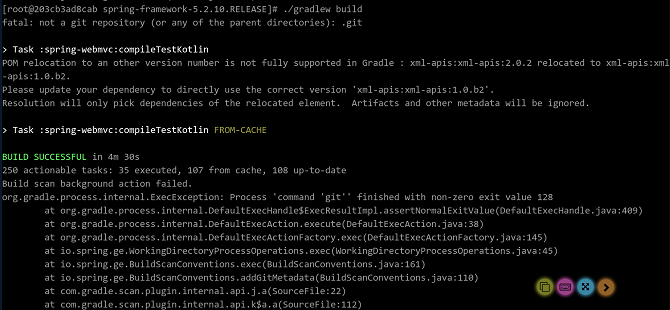 [root@203cb3ad8cab spring-framework-5.2.10.RELEASE]# ./gradlew build
fatal: not a git repository (or any of the parent directories): .git
> Task :spring-webmvc:compileTestKotlin
POM relocation to an other version number is not fully supported in Gradle : xml-apis:xml-apis:2.0.2 relocated to xml-apis:xml
-apis:1.0.b2.
Please update your dependency to directly use the correct version 'xml-apis:xml-apis:1.0.b2'.
Resolution will only pick dependencies of the relocated element.  Artifacts and other metadata will be ignored.
> Task :spring-webmvc:compileTestKotlin FROM-CACHE
BUILD SUCCESSFUL in 4m 30s
250 actionable tasks: 35 executed, 107 from cache, 108 up-to-date
Build scan background action failed.
org.gradle.process.internal.ExecException: Process 'command 'git'' finished with non-zero exit value 128
at org.gradle.process.internal.DefaultExecHandle$ExecResultImpl.assertNormalExitValue(DefaultExecHandle.java:409)
at org.gradle.process.internal.DefaultExecAction.execute(DefaultExecAction.java:38)
at org.gradle.process.internal.DefaultExecActionFactory.exec(DefaultExecActionFactory.java:145)
at io.spring.ge.WorkingDirectoryProcessOperations.exec(WorkingDirectoryProcessOperations.java:45)
at io.spring.ge.BuildScanConventions.exec(BuildScanConventions.java:161)
at io.spring.ge.BuildScanConventions.addGitMetadata(BuildScanConventions.java:110)
at com.gradle.scan.plugin.internal.api.j.a(SourceFile:22)
at com.gradle.scan.plugin.internal.api.k$a.a(SourceFile:112)